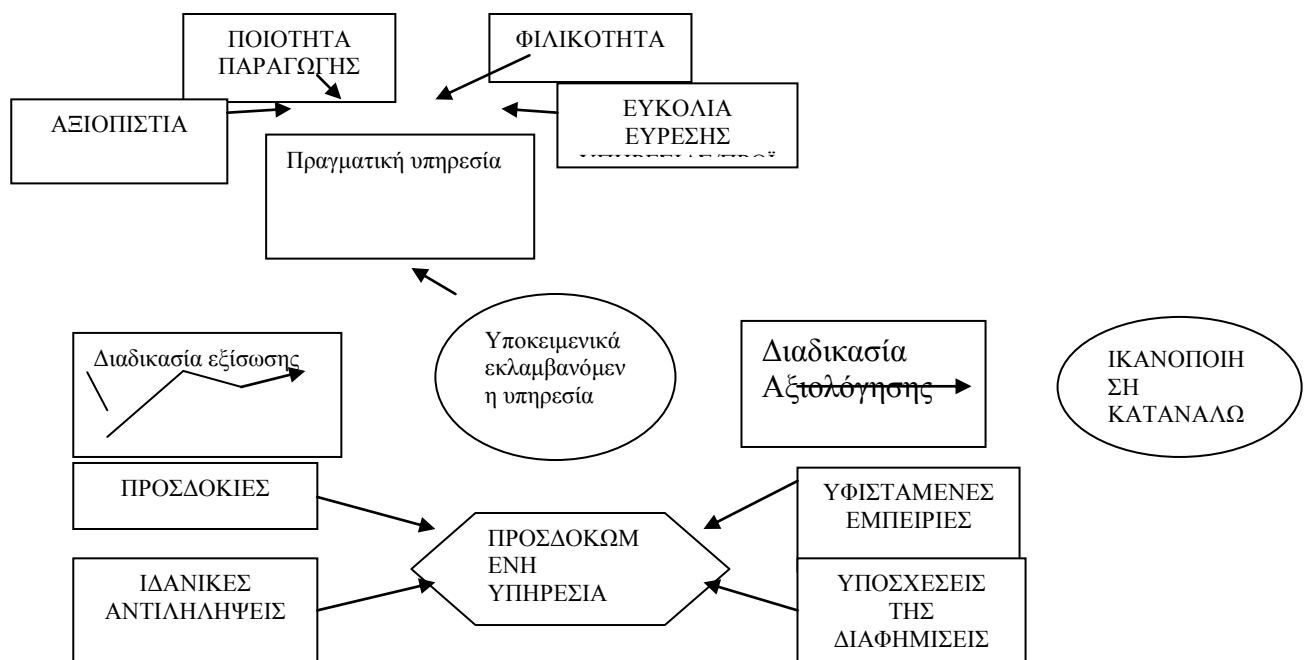 ΠΟΙΟΤΗΤΑ
ΠΑΡΑΓΩΓΗΣ
ΦΙΛΙΚΟΤΗΤΑ
ΑΞΙΟΠΙΣΤΙΑ
ΕΥΚΟΛΙΑ
ΕΥΡΕΣΗΣ
Πραγματική υπηρεσία
Διαδικασία εξίσωσης
Υποκειμενικά
εκλαμβανόμεν
η υπηρεσία
Διαδικασία
Αξιολόγησης
ΙΚΑΝΟΠΟΙΗ
ΣΗ
ΚΑΤΑΝΑΛΩ
ΠΡΟΣΔΟΚΙΕΣ
ΥΦΙΣΤΑΜΕΝΕΣ
ΕΜΠΕΙΡΙΕΣ
ΠΡΟΣΔΟΚΩΜ
ΕΝΗ
ΥΠΗΡΕΣΙΑ
ΙΔΑΝΙΚΕΣ
ΑΝΤΙΛΗΛΗΨΕΙΣ
ΥΠΟΣΧΕΣΕΙΣ
ΤΗΣ
ΔΙΑΦΗΜΙΣΕΙΣ